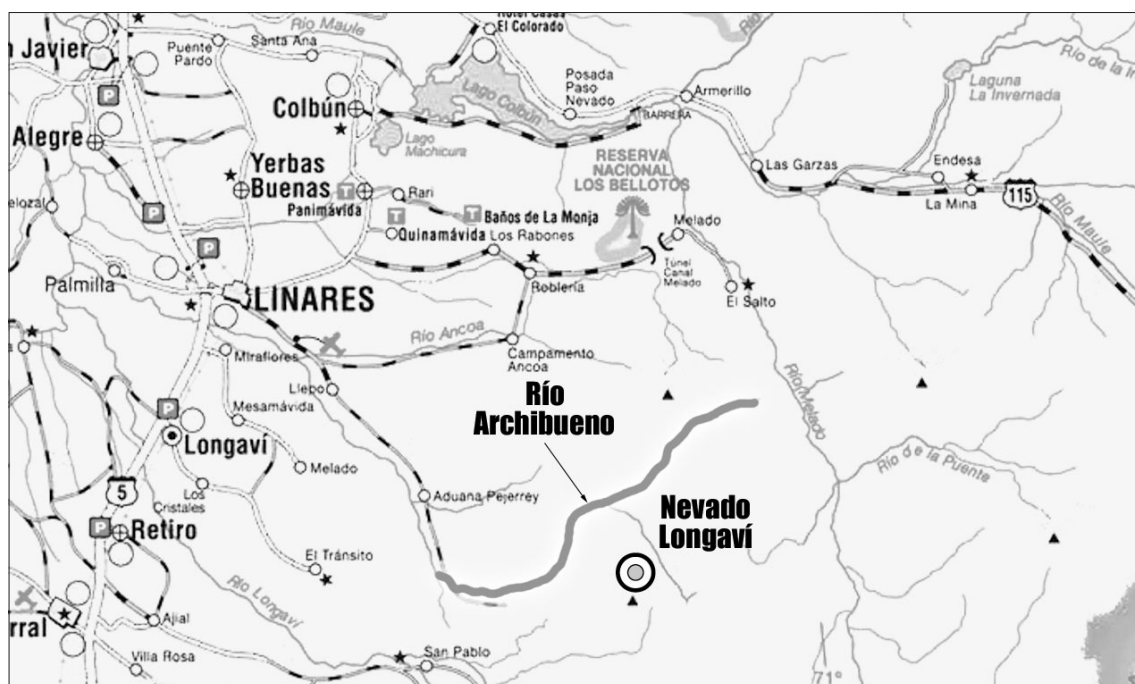 Hotel Casas
El Colorado
Río Maule
Puente
Pardo
Santa Ana
Javier
Posada
Paso
Nevado
Lago Colbún
Armerillo
Laguna
La Invernada
Colbún
BARRERA
Alegre
Lago
Machicura
RESERVA
NACIONAL
LOS BELLOTOS
Las Garzas
Endesa
La Mina
115
Río Maule
Yerbas
Buenas
P
T
Panimávida
Rari
T
T
Baños de La Monja
Quinamávida
Los Rabones
Melado
P
P
Túnel
Canal
Melado
Palmilla
LINARES
Roblería
El Salto
Río Ancoa
Miraflores
Campamento
Ancoa
Llepo
Río
Archibueno
Río Melado
Mesamávida
P
Longaví
Melado
Río de la Puente
5
Los
Cristales
Aduana Pejerrey
Nevado
Longaví
P
Retiro
El Tránsito
Río Longaví
Ajial
rral
Villa Rosa
San Pablo
71°